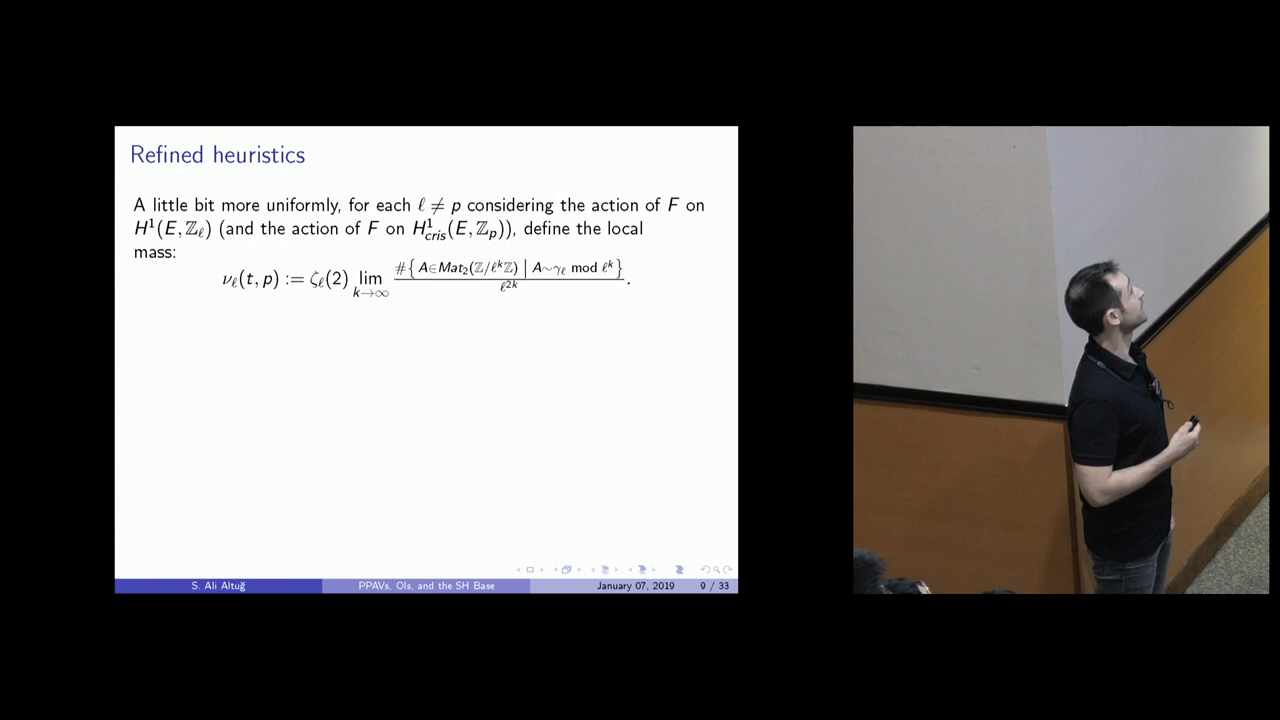 Refined heuristics
A little bit more uniformly, for each ℓ ≠ p considering the action of F on
H¹(E, ℤ_ℓ) (and the action of F on H¹_cris(E, ℤ_p)), define the local
mass:
ν_ℓ(t, p) := ζ_ℓ(2) lim_{k→∞} #{ A∈Mat₂(ℤ/ℓ^kℤ) | A∼γ_ℓ mod ℓ^k } / ℓ^{2k}.
S. Ali Altuğ PPAVs, OIs, and the SH Base January 07, 2019 9 / 33